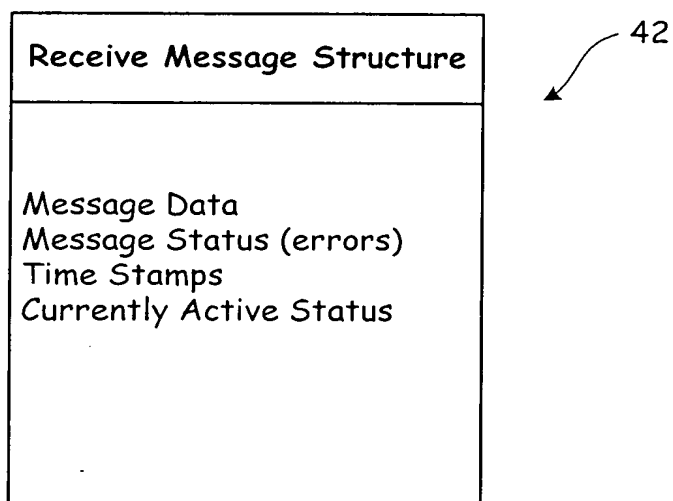 42
Receive Message Structure
Message Data
Message Status (errors)
Time Stamps
Currently Active Status